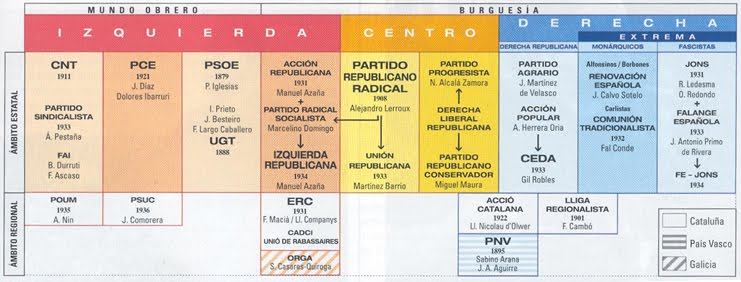 MUNDO OBRERO
BURGUESÍA
IZQUIERDA
CENTRO
DERECHA
EXTREMA
DERECHA REPUBLICANA
MONÁRQUICOS
FASCISTAS
ÁMBITO ESTATAL
CNT
1911
PARTIDO
SINDICALISTA
1933
Á. Pestaña
FAI
B. Durruti
F. Ascaso
PCE
1921
J. Díaz
Dolores Ibarruri
PSOE
1879
P. Iglesias
I. Prieto
J. Besteiro
F. Largo Caballero
UGT
1888
ACCIÓN
REPUBLICANA
1931
Manuel Azaña
+
PARTIDO RADICAL
SOCIALISTA
Marcelino Domingo
IZQUIERDA
REPUBLICANA
1934
Manuel Azaña
PARTIDO
REPUBLICANO
RADICAL
1908
Alejandro Lerroux
UNIÓN
REPUBLICANA
1933
Martínez Barrio
PARTIDO
PROGRESISTA
N. Alcalá Zamora
DERECHA
LIBERAL
REPUBLICANA
PARTIDO
REPUBLICANO
CONSERVADOR
Miguel Maura
PARTIDO
AGRARIO
J. Martínez
de Velasco
ACCIÓN
POPULAR
A. Herrera Oria
CEDA
1933
Gil Robles
Alfonsinos / Borbones
RENOVACIÓN
ESPAÑOLA
J. Calvo Sotelo
Carlistas
COMUNIÓN
TRADICIONALISTA
1932
Fal Conde
JONS
1931
R. Ledesma
O. Redondo
+
FALANGE
ESPAÑOLA
1933
J. Antonio Primo
de Rivera
FE - JONS
1934
ÁMBITO REGIONAL
POUM
1935
A. Nin
PSUC
1936
J. Comorera
ERC
1931
F. Macià / Ll. Companys
CADCI
UNIÓ DE RABASSAIRES
ORGA
S. Casares-Quiroga
ACCIÓ
CATALANA
1922
Ll. Nicolau d'Olwer
PNV
1895
Sabino Arana
J. A. Aguirre
LLIGA
REGIONALISTA
1901
F. Cambó
Cataluña
País Vasco
Galicia